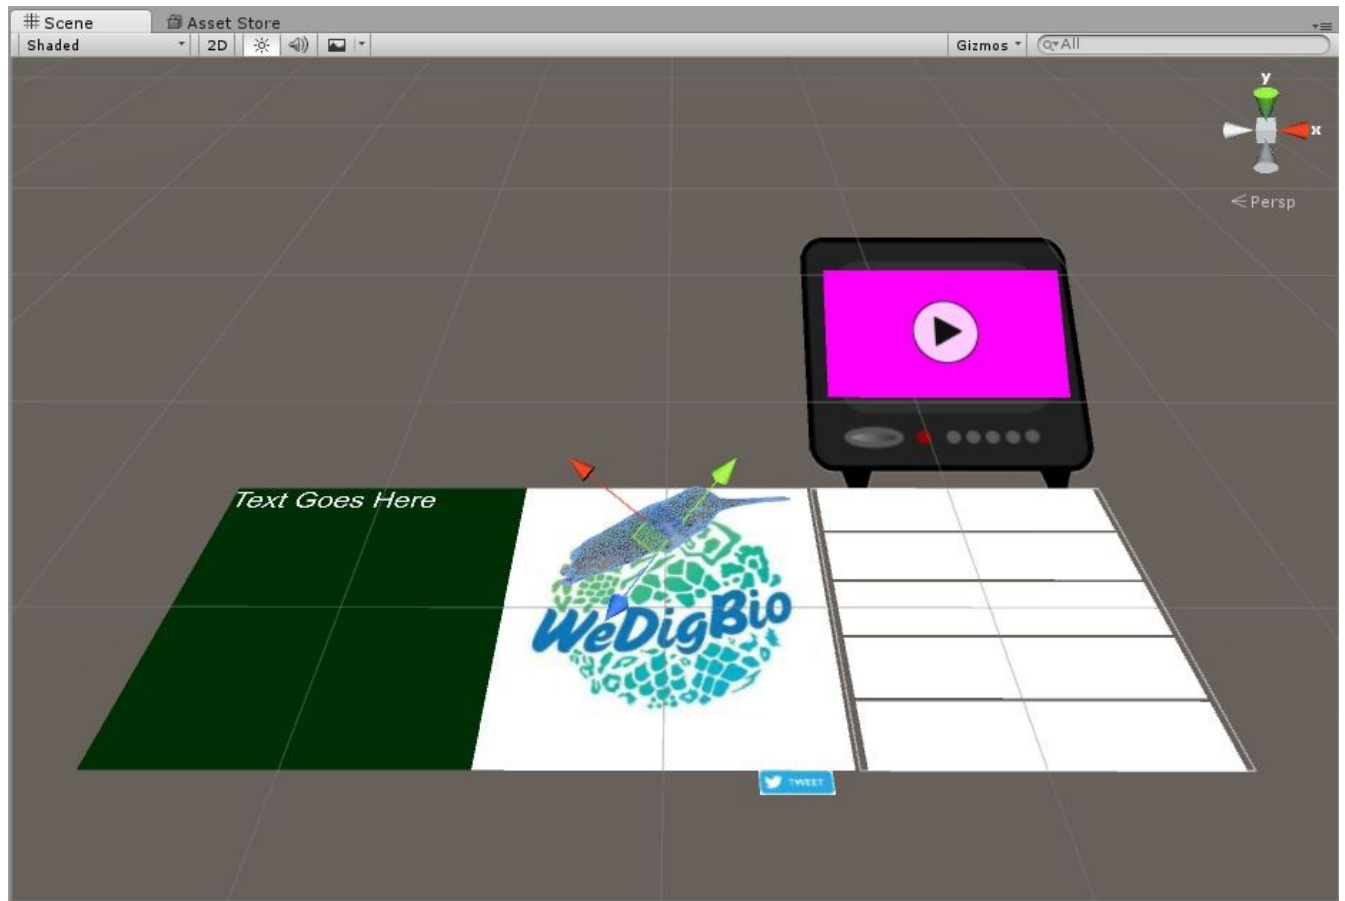 Scene
Asset Store
Shaded
2D
Gizmos
All
y
x
Persp
Text Goes Here
WeDigBio
TWEET